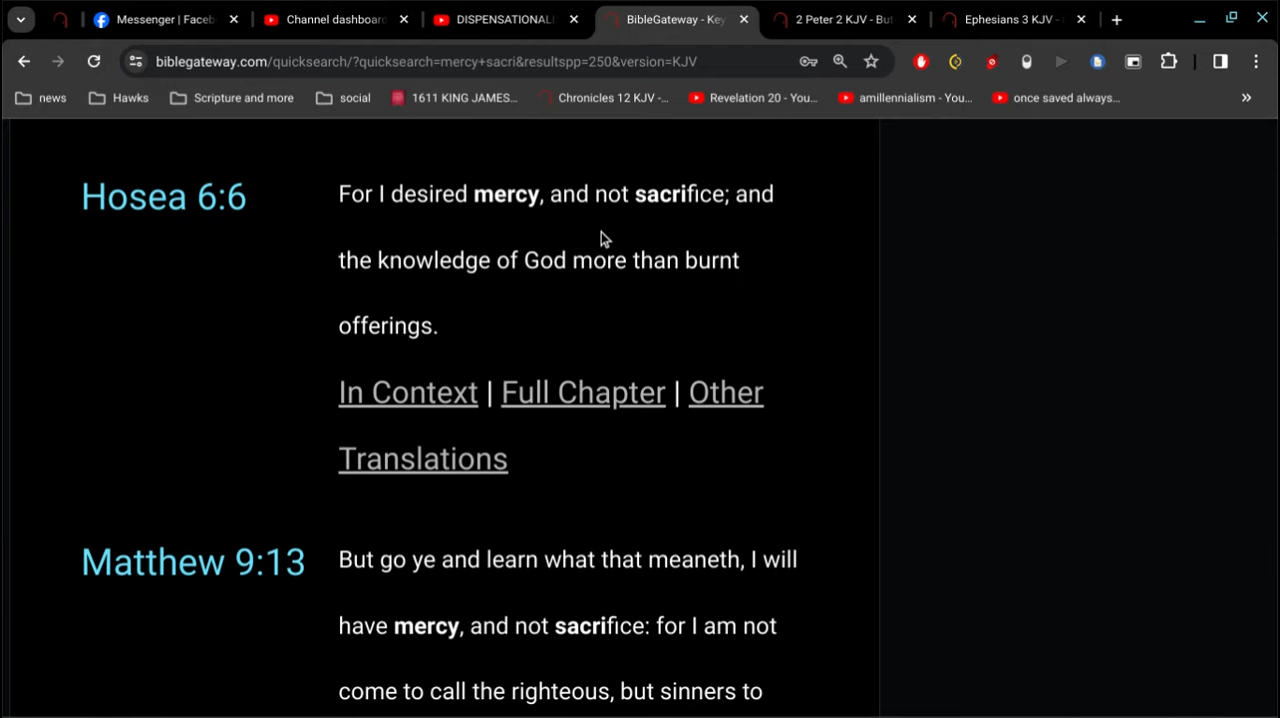 Messenger | Faceb
Channel dashboar
DISPENSATIONAL
BibleGateway - Key
2 Peter 2 KJV - But
Ephesians 3 KJV -
biblegateway.com/quicksearch/?quicksearch=mercy+sacri&resultspp=250&version=KJV
news
Hawks
Scripture and more
social
1611 KING JAMES...
Chronicles 12 KJV -...
Revelation 20 - You...
amillennialism - You...
once saved always...
Hosea 6:6
For I desired mercy, and not sacrifice; and
the knowledge of God more than burnt
offerings.
In Context | Full Chapter | Other
Translations
Matthew 9:13
But go ye and learn what that meaneth, I will
have mercy, and not sacrifice: for I am not
come to call the righteous, but sinners to